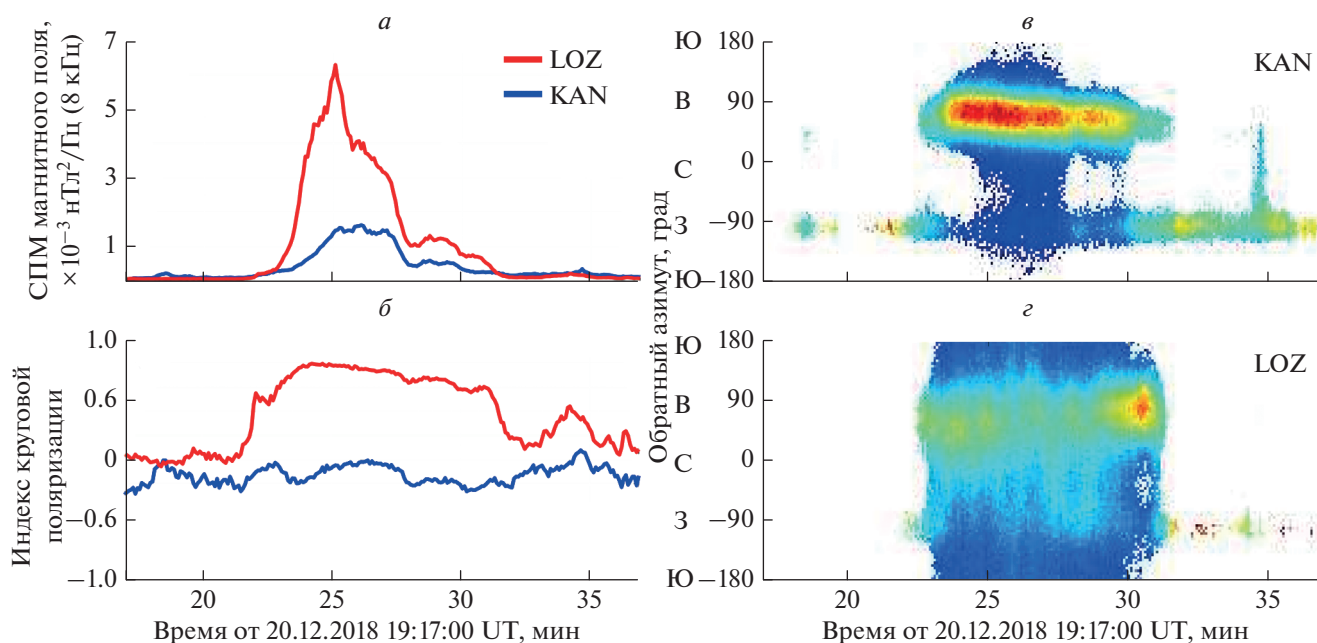 а
СПМ магнитного поля,
×10⁻³ нТл²/Гц (8 кГц)
7
5
3
1
LOZ
KAN
б
Индекс круговой
поляризации
1.0
0.6
0
−0.6
−1.0
20
25
30
35
Время от 20.12.2018 19:17:00 UT, мин
в
Обратный азимут, град
Ю 180
В 90
С 0
З −90
Ю −180
KAN
г
Ю 180
В 90
С 0
З −90
Ю −180
LOZ
20
25
30
35
Время от 20.12.2018 19:17:00 UT, мин